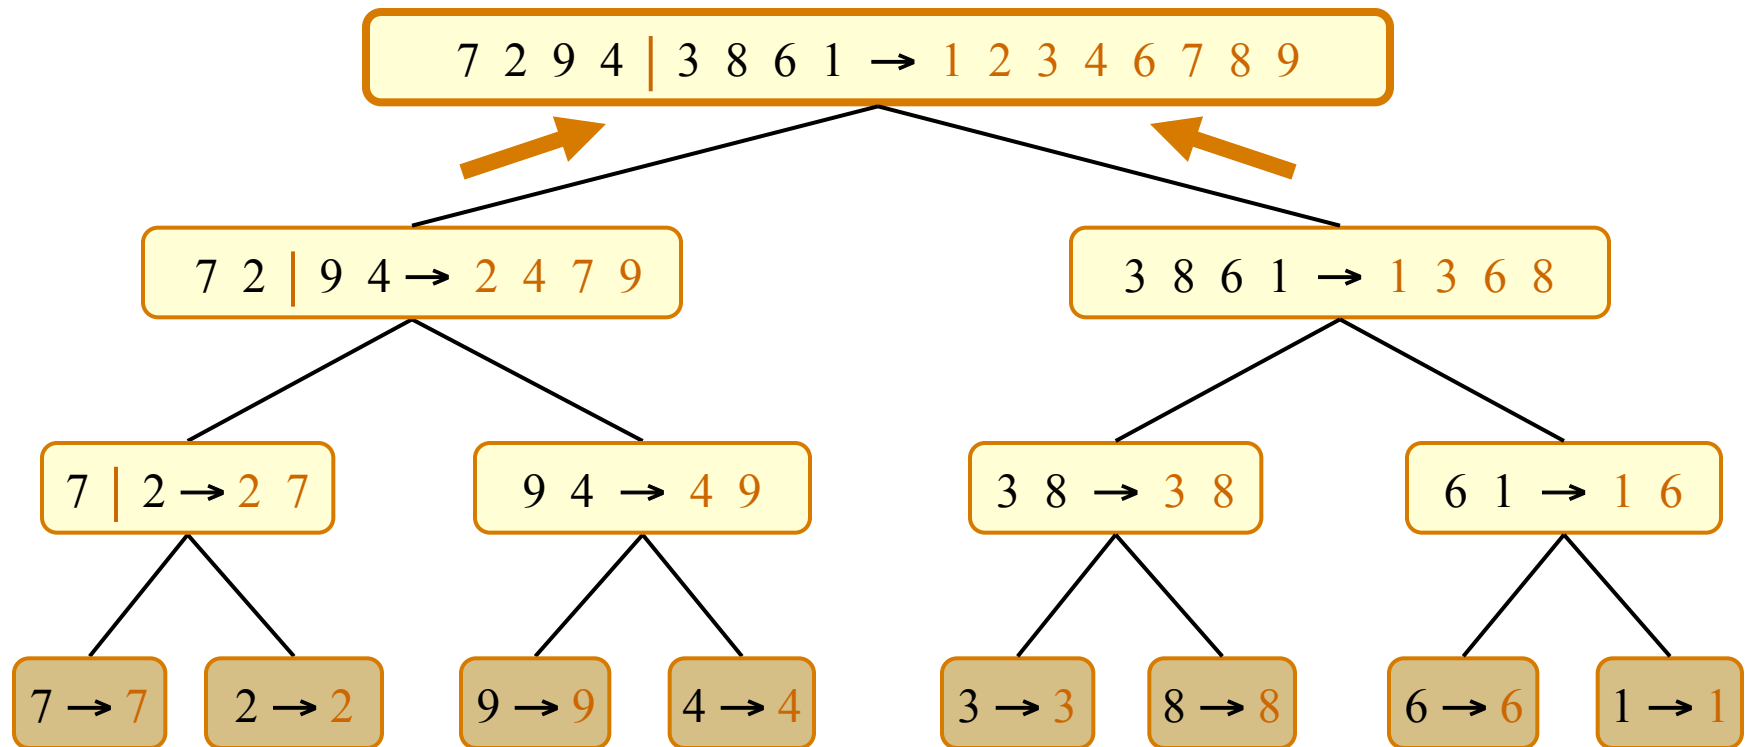 7 2 9 4 | 3 8 6 1 → 1 2 3 4 6 7 8 9
7 2 | 9 4 → 2 4 7 9
3 8 6 1 → 1 3 6 8
7 | 2 → 2 7
9 4 → 4 9
3 8 → 3 8
6 1 → 1 6
7 → 7
2 → 2
9 → 9
4 → 4
3 → 3
8 → 8
6 → 6
1 → 1